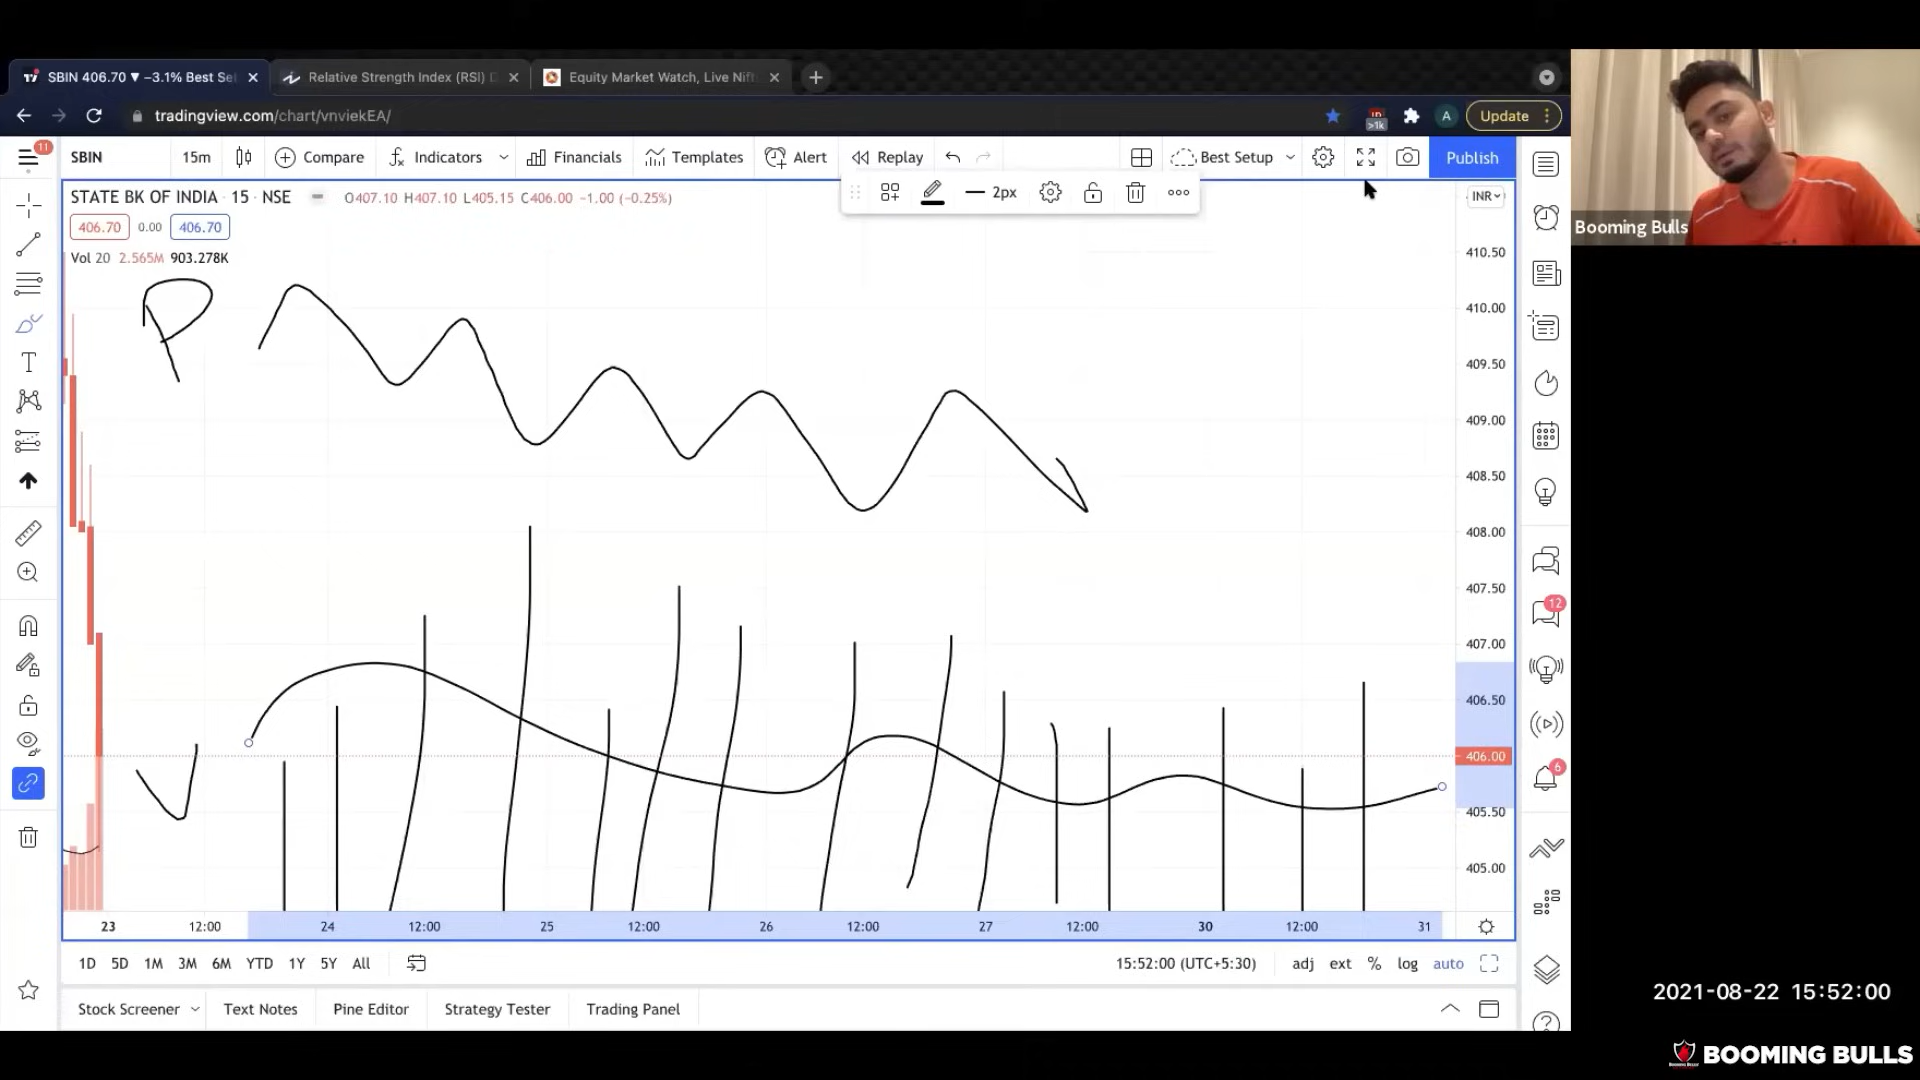 SBIN 406.70 ▼ −3.1% Best Se
Relative Strength Index (RSI) D
Equity Market Watch, Live Nift
tradingview.com/chart/vnviekEA/
>1k
A
Update
11
SBIN
15m
Compare
Indicators
Financials
Templates
Alert
Replay
Best Setup
Publish
STATE BK OF INDIA · 15 · NSE
O407.10 H407.10 L405.15 C406.00 −1.00 (−0.25%)
2px
INR
406.70
0.00
406.70
Vol 20 2.565M 903.278K
P
V
410.50
410.00
409.50
409.00
408.50
408.00
407.50
407.00
406.50
406.00
405.50
405.00
12
6
23
12:00
24
12:00
25
12:00
26
12:00
27
12:00
30
12:00
31
1D 5D 1M 3M 6M YTD 1Y 5Y All
15:52:00 (UTC+5:30)
adj ext % log auto
Stock Screener
Text Notes
Pine Editor
Strategy Tester
Trading Panel
Booming Bulls
2021-08-22 15:52:00
BOOMING BULLS